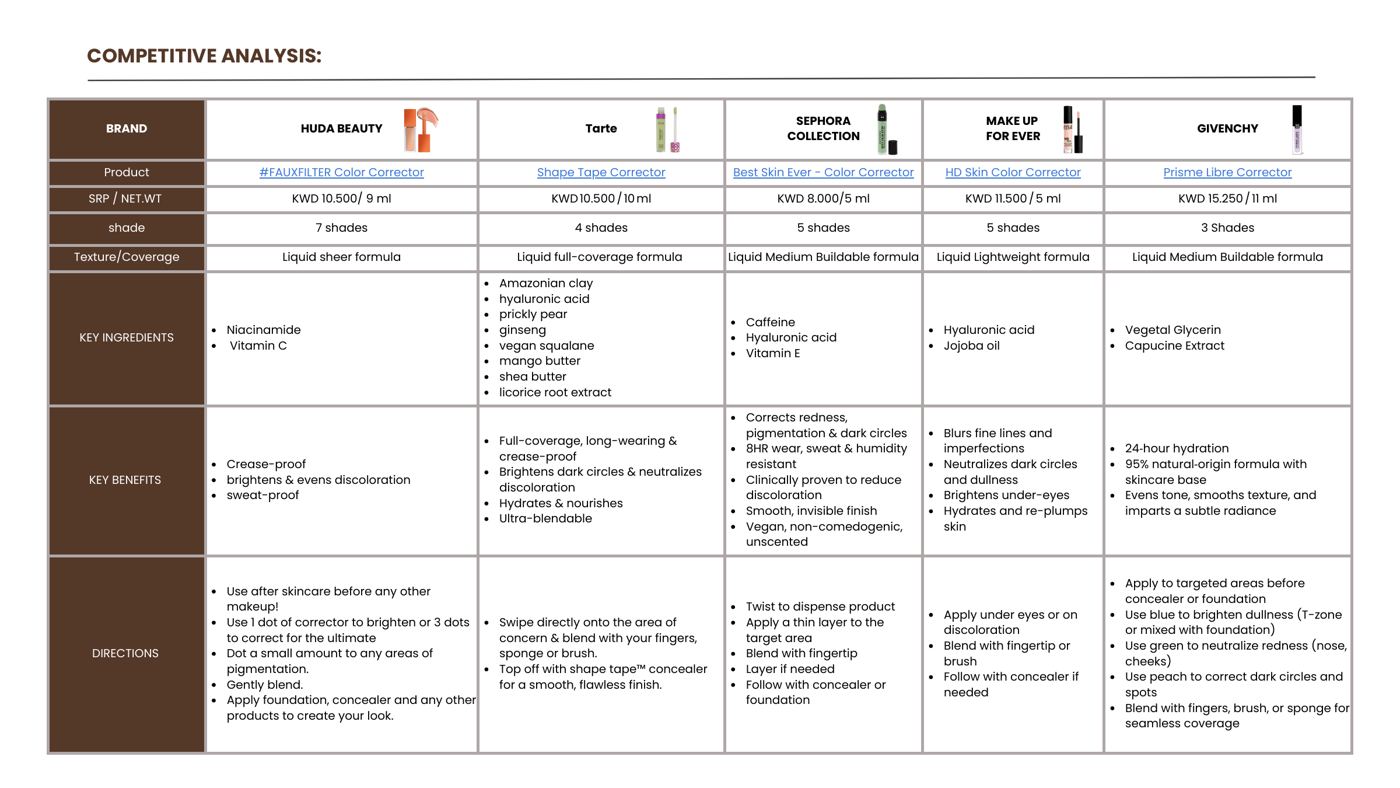 COMPETITIVE ANALYSIS:
BRAND
HUDA BEAUTY
Tarte
SEPHORA
COLLECTION
MAKE UP
FOR EVER
GIVENCHY
Product
#FAUXFILTER Color Corrector
Shape Tape Corrector
Best Skin Ever - Color Corrector
HD Skin Color Corrector
Prisme Libre Corrector
SRP / NET.WT
KWD 10.500/ 9 ml
KWD 10.500 / 10 ml
KWD 8.000/5 ml
KWD 11.500 / 5 ml
KWD 15.250 / 11 ml
shade
7 shades
4 shades
5 shades
5 shades
3 Shades
Texture/Coverage
Liquid sheer formula
Liquid full-coverage formula
Liquid Medium Buildable formula
Liquid Lightweight formula
Liquid Medium Buildable formula
KEY INGREDIENTS
• Niacinamide
• Vitamin C
• Amazonian clay
• hyaluronic acid
• prickly pear
• ginseng
• vegan squalane
• mango butter
• shea butter
• licorice root extract
• Caffeine
• Hyaluronic acid
• Vitamin E
• Hyaluronic acid
• Jojoba oil
• Vegetal Glycerin
• Capucine Extract
KEY BENEFITS
• Crease-proof
• brightens & evens discoloration
• sweat-proof
• Full-coverage, long-wearing &
crease-proof
• Brightens dark circles & neutralizes
discoloration
• Hydrates & nourishes
• Ultra-blendable
• Corrects redness,
pigmentation & dark circles
• 8HR wear, sweat & humidity
resistant
• Clinically proven to reduce
discoloration
• Smooth, invisible finish
• Vegan, non-comedogenic,
unscented
• Blurs fine lines and
imperfections
• Neutralizes dark circles
and dullness
• Brightens under-eyes
• Hydrates and re-plumps
skin
• 24-hour hydration
• 95% natural-origin formula with
skincare base
• Evens tone, smooths texture, and
imparts a subtle radiance
DIRECTIONS
• Use after skincare before any other
makeup!
• Use 1 dot of corrector to brighten or 3 dots
to correct for the ultimate
• Dot a small amount to any areas of
pigmentation.
• Gently blend.
• Apply foundation, concealer and any other
products to create your look.
• Swipe directly onto the area of
concern & blend with your fingers,
sponge or brush.
• Top off with shape tape™ concealer
for a smooth, flawless finish.
• Twist to dispense product
• Apply a thin layer to the
target area
• Blend with fingertip
• Layer if needed
• Follow with concealer or
foundation
• Apply under eyes or on
discoloration
• Blend with fingertip or
brush
• Follow with concealer if
needed
• Apply to targeted areas before
concealer or foundation
• Use blue to brighten dullness (T-zone
or mixed with foundation)
• Use green to neutralize redness (nose,
cheeks)
• Use peach to correct dark circles and
spots
• Blend with fingers, brush, or sponge for
seamless coverage